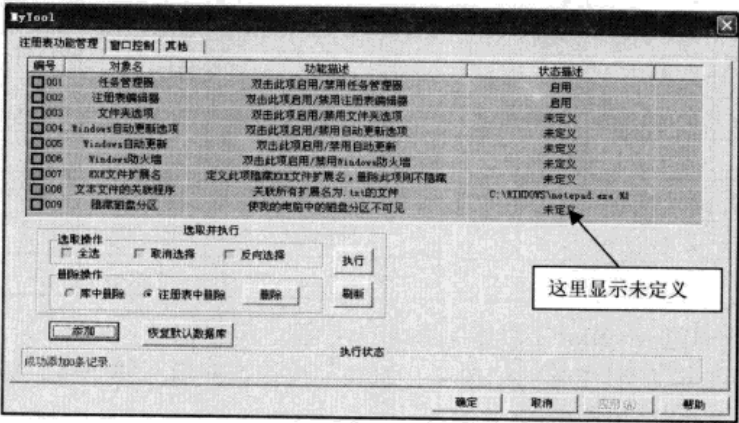 MyTool
注册表功能管理 窗口控制 其他
编号 对象名 功能描述 状态描述
001 任务管理器 双击此项启用/禁用任务管理器 启用
002 注册表编辑器 双击此项启用/禁用注册表编辑器 启用
003 文件夹选项 双击此项启用/禁用文件夹选项 未定义
004 Windows自动更新选项 双击此项启用/禁用自动更新选项 未定义
005 Windows自动更新 双击此项启用/禁用自动更新 未定义
006 Windows防火墙 双击此项启用/禁用Windows防火墙 未定义
007 EXE文件扩展名 定义此项隐藏EXE文件扩展名，删除此项则不隐藏 未定义
008 文本文件的关联程序 关联所有扩展名为.txt的文件 C:\WINDOWS\notepad.exe %1
009 隐藏磁盘分区 使我的电脑中的磁盘分区不可见 未定义
选取并执行
选取操作
全选 取消选择 反向选择 执行
删除操作
库中删除 注册表中删除 删除 刷新
这里显示未定义
添加 恢复默认数据库
执行状态
成功添加0条记录
确定 取消 应用(A) 帮助